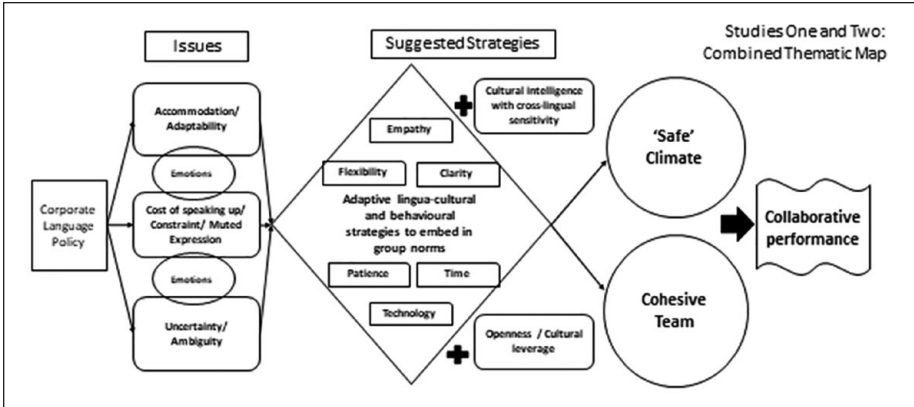 Studies One and Two:
Combined Thematic Map
Issues
Suggested Strategies
Corporate
Language
Policy
Accommodation/
Adaptability
Emotions
Cost of speaking up/
Constraint/ Muted
Expression
Emotions
Uncertainty/
Ambiguity
Empathy
Flexibility
Clarity
Adaptive lingua-cultural
and behavioural
strategies to embed in
group norms
Patience
Time
Technology
Cultural intelligence
with cross-lingual
sensitivity
Openness / Cultural
leverage
‘Safe’
Climate
Cohesive
Team
Collaborative
performance